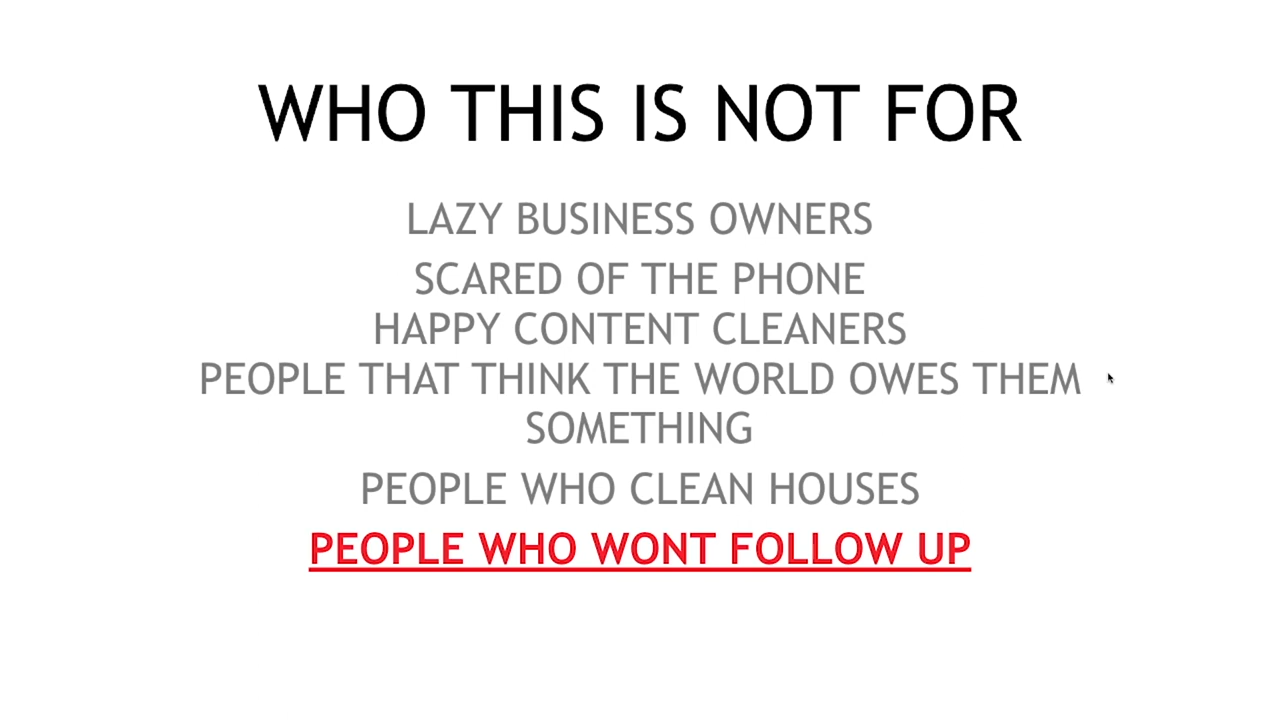 WHO THIS IS NOT FOR
LAZY BUSINESS OWNERS
SCARED OF THE PHONE
HAPPY CONTENT CLEANERS
PEOPLE THAT THINK THE WORLD OWES THEM
SOMETHING
PEOPLE WHO CLEAN HOUSES
PEOPLE WHO WONT FOLLOW UP